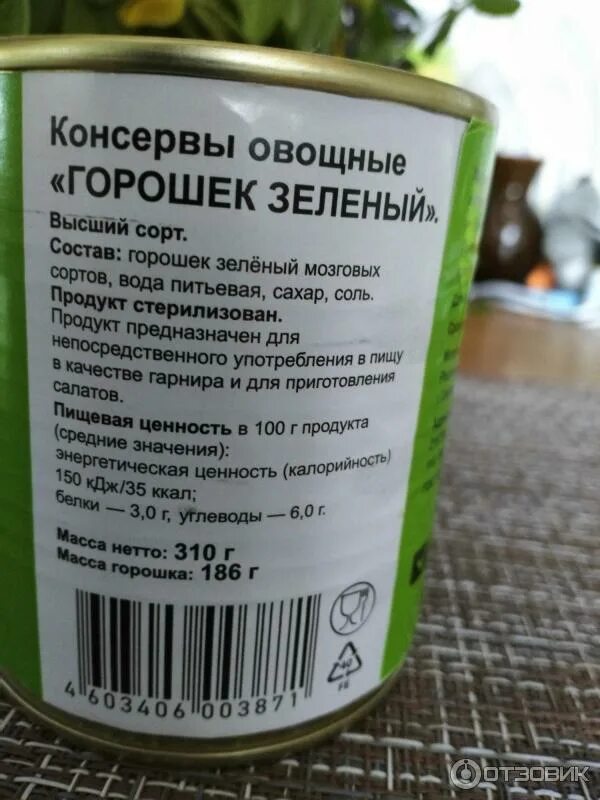 Консервы овощные
«ГОРОШЕК ЗЕЛЕНЫЙ».
Высший сорт.
Состав: горошек зелёный мозговых
сортов, вода питьевая, сахар, соль.
Продукт стерилизован.
Продукт предназначен для
непосредственного употребления в пищу
в качестве гарнира и для приготовления
салатов.
Пищевая ценность в 100 г продукта
(средние значения):
энергетическая ценность (калорийность)
150 кДж/35 ккал;
белки — 3,0 г, углеводы — 6,0 г.
Масса нетто: 310 г
Масса горошка: 186 г
4 603406 003871
40
FE
ОТЗОВИК